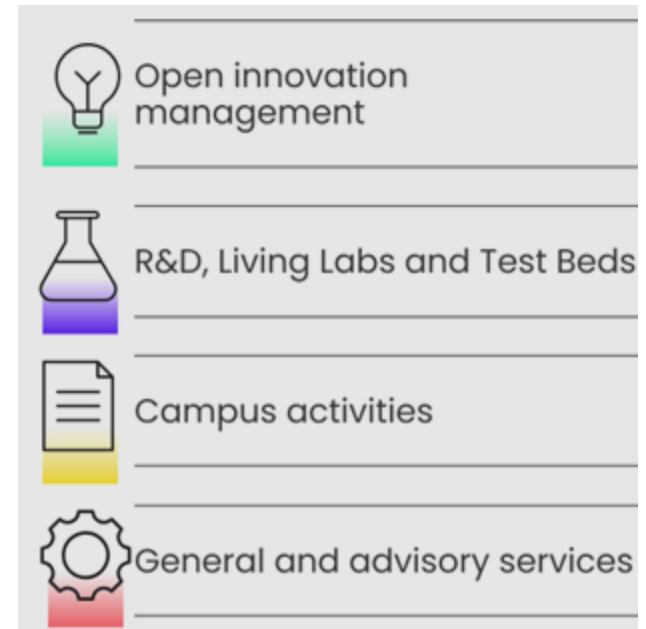 Open innovation
management
R&D, Living Labs and Test Beds
Campus activities
General and advisory services